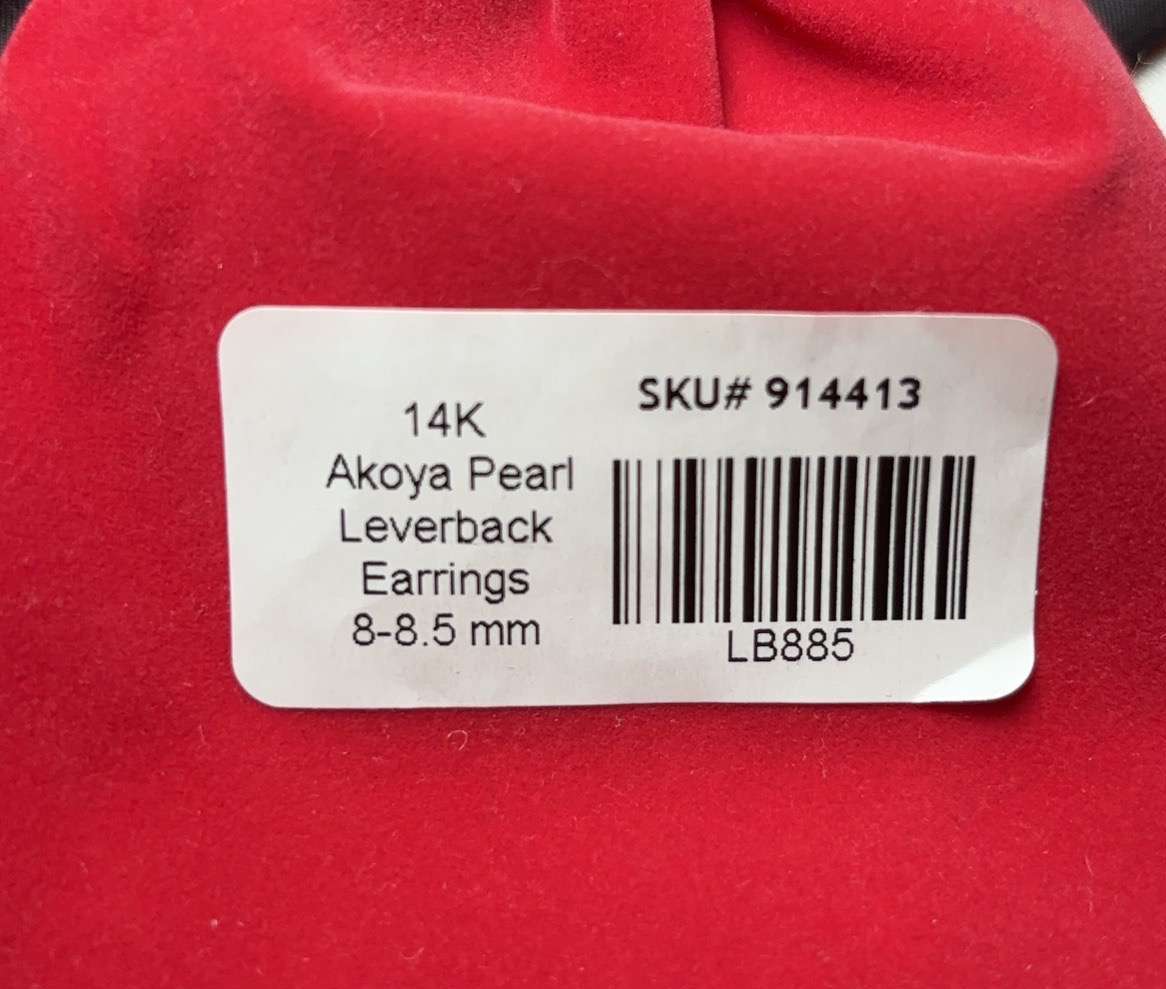 14K
Akoya Pearl
Leverback
Earrings
8-8.5 mm
SKU# 914413
LB885